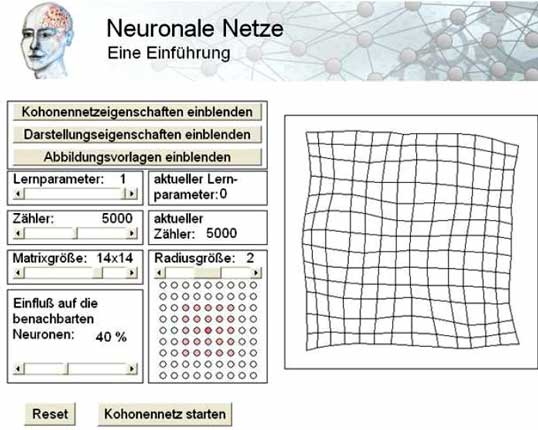 Neuronale Netze
Eine Einführung
Kohonennetzeigenschaften einblenden
Darstellungseigenschaften einblenden
Abbildungsvorlagen einblenden
Lernparameter: 1
aktueller Lern-
parameter:0
Zähler: 5000
aktueller
Zähler: 5000
Matrixgröße: 14x14
Radiusgröße: 2
Einfluß auf die
benachbarten
Neuronen: 40 %
Reset
Kohonennetz starten